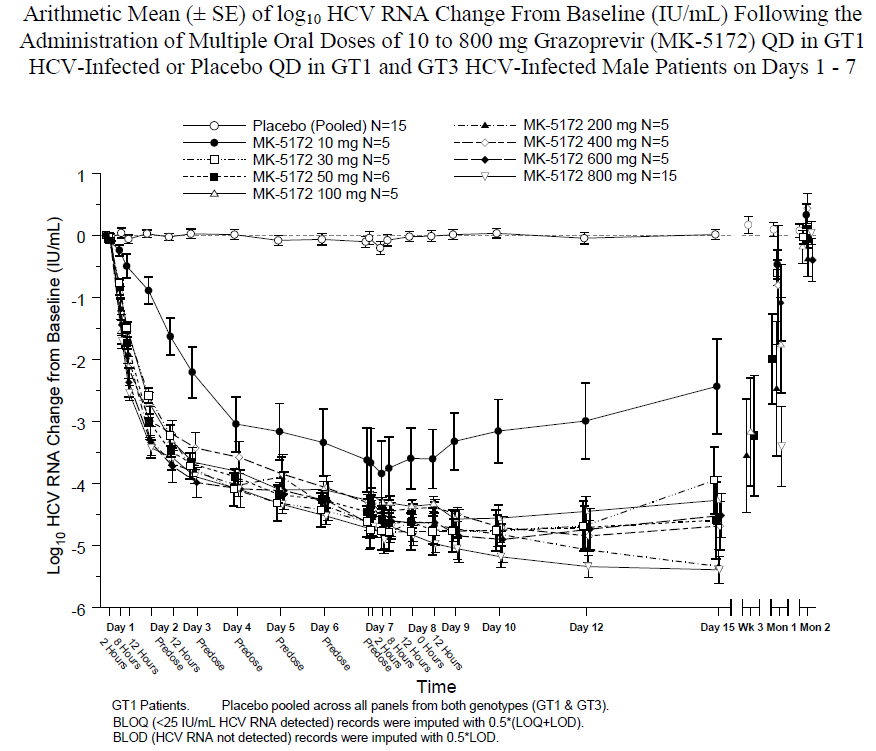 Arithmetic Mean (± SE) of log10 HCV RNA Change From Baseline (IU/mL) Following the
Administration of Multiple Oral Doses of 10 to 800 mg Grazoprevir (MK-5172) QD in GT1
HCV-Infected or Placebo QD in GT1 and GT3 HCV-Infected Male Patients on Days 1 - 7
Placebo (Pooled) N=15
MK-5172 10 mg N=5
MK-5172 30 mg N=5
MK-5172 50 mg N=6
MK-5172 100 mg N=5
MK-5172 200 mg N=5
MK-5172 400 mg N=5
MK-5172 600 mg N=5
MK-5172 800 mg N=15
Log10 HCV RNA Change from Baseline (IU/mL)
1
0
-1
-2
-3
-4
-5
-6
Day 1 Day 2 Day 3 Day 4 Day 5 Day 6 Day 7 Day 8 Day 9 Day 10 Day 12 Day 15 Wk 3 Mon 1 Mon 2
2 Hours
8 Hours
12 Hours
Predose
12 Hours
Predose
Predose
Predose
Predose
Predose
2 Hours
8 Hours
12 Hours
0 Hours
12 Hours
Time
GT1 Patients. Placebo pooled across all panels from both genotypes (GT1 & GT3).
BLOQ (<25 IU/mL HCV RNA detected) records were imputed with 0.5*(LOQ+LOD).
BLOD (HCV RNA not detected) records were imputed with 0.5*LOD.